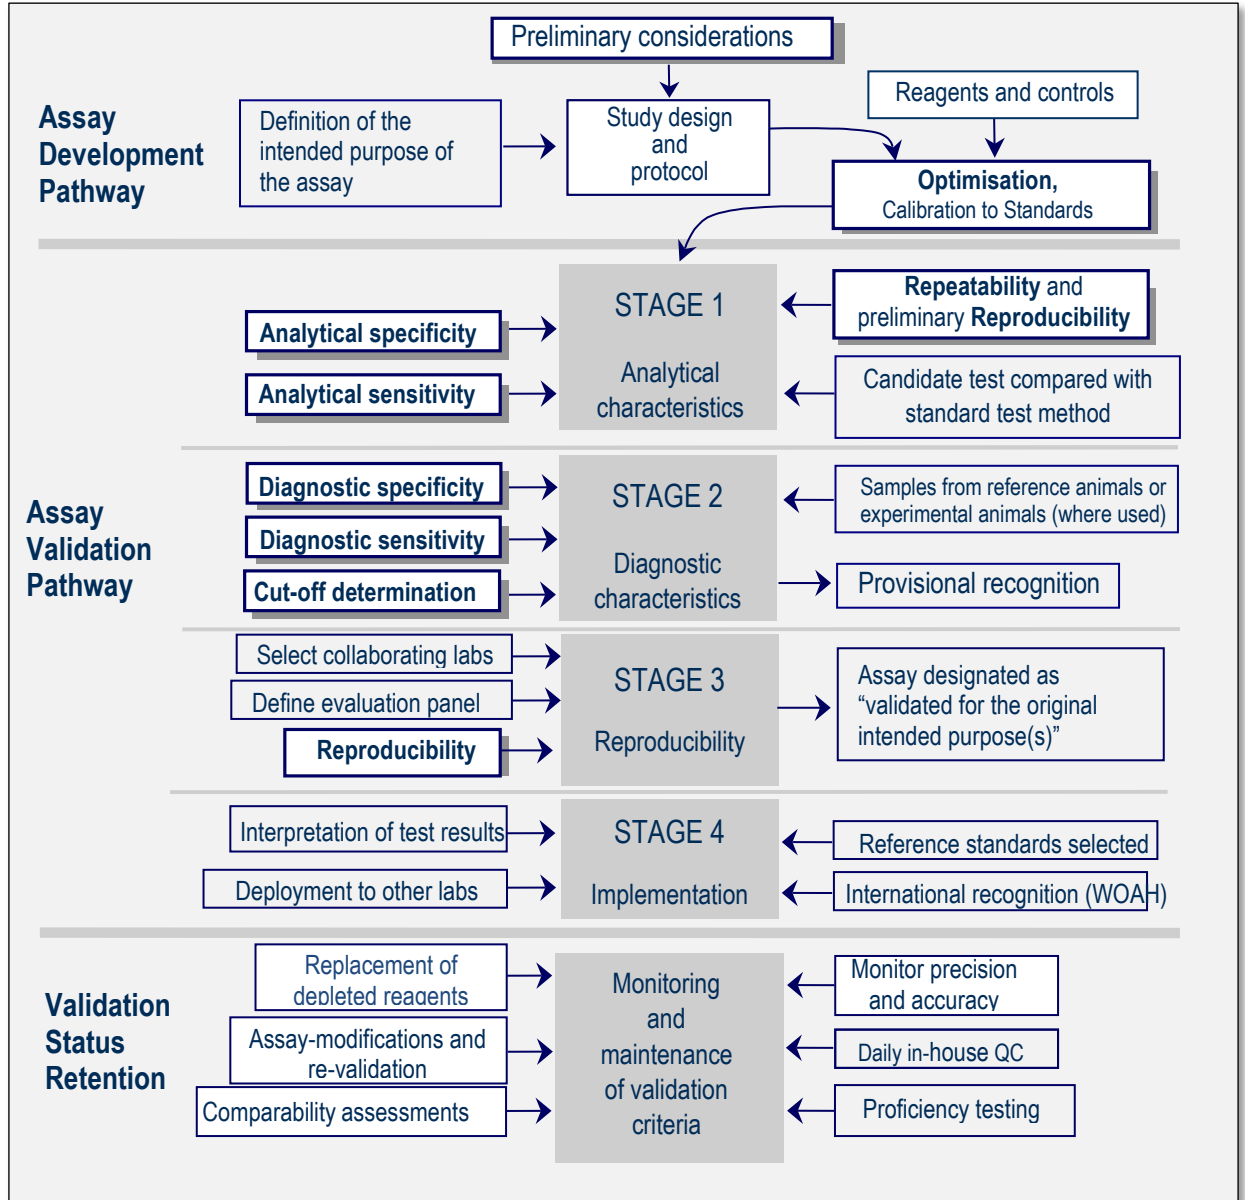 Preliminary considerations
Assay
Development
Pathway
Definition of the
intended purpose of
the assay
Study design
and
protocol
Reagents and controls
Optimisation,
Calibration to Standards
Assay
Validation
Pathway
Analytical specificity
Analytical sensitivity
STAGE 1
Analytical
characteristics
Repeatability and
preliminary Reproducibility
Candidate test compared with
standard test method
Diagnostic specificity
Diagnostic sensitivity
Cut-off determination
STAGE 2
Diagnostic
characteristics
Samples from reference animals or
experimental animals (where used)
Provisional recognition
Select collaborating labs
Define evaluation panel
Reproducibility
STAGE 3
Reproducibility
Assay designated as
“validated for the original
intended purpose(s)”
Interpretation of test results
Deployment to other labs
STAGE 4
Implementation
Reference standards selected
International recognition (WOAH)
Validation
Status
Retention
Replacement of
depleted reagents
Assay-modifications and
re-validation
Comparability assessments
Monitoring
and
maintenance
of validation
criteria
Monitor precision
and accuracy
Daily in-house QC
Proficiency testing